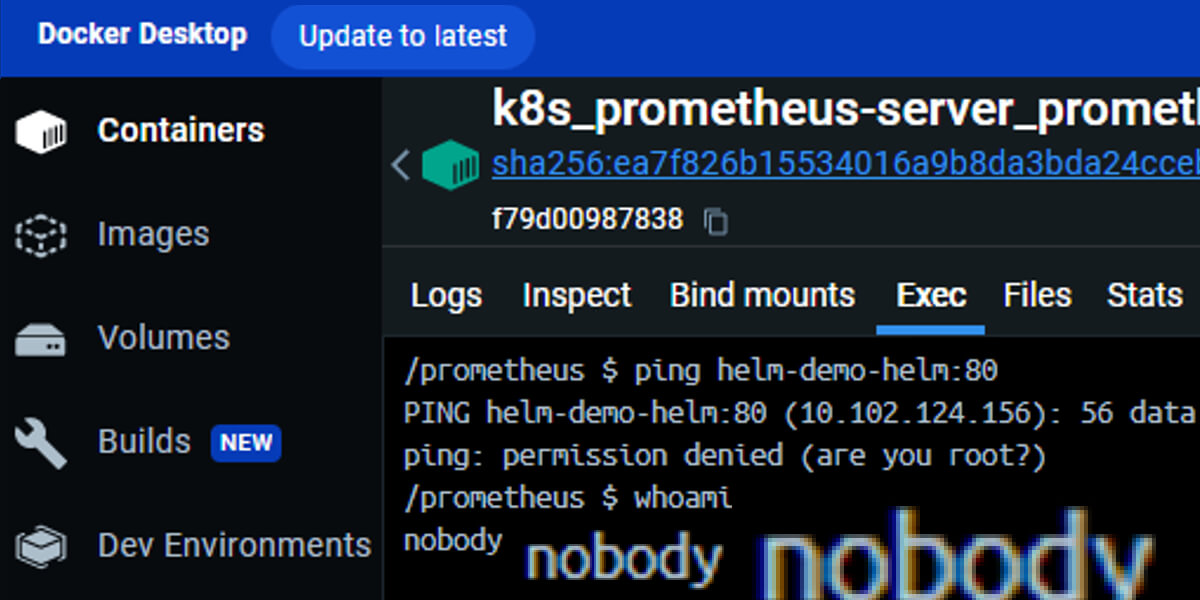 Docker Desktop Update to latest
Containers
Images
Volumes
Builds NEW
Dev Environments
k8s_prometheus-server_prometh
sha256:ea7f826b15534016a9b8da3bda24cceb
f79d00987838
Logs Inspect Bind mounts Exec Files Stats
/prometheus $ ping helm-demo-helm:80
PING helm-demo-helm:80 (10.102.124.156): 56 data
ping: permission denied (are you root?)
/prometheus $ whoami
nobody nobody nobody